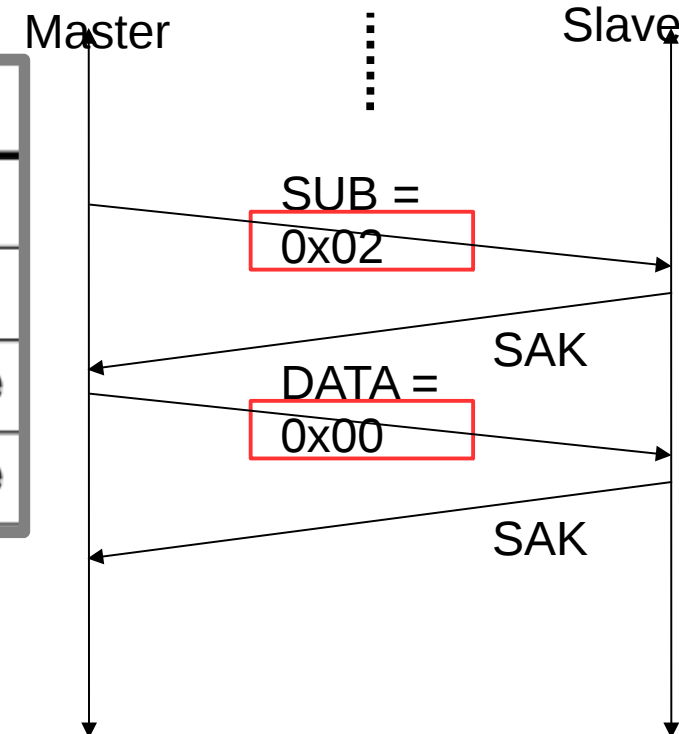 Master
Slave
SUB =
0x02
SAK
DATA =
0x00
SAK
e
e